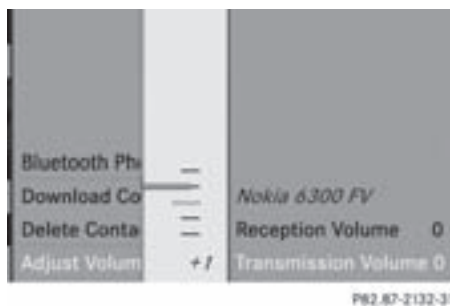 Bluetooth Ph
Download Co
Delete Conta
Adjust Volum
+1
Nokia 6300 FV
Reception Volume 0
Transmission Volume 0
P82.87-2132-3